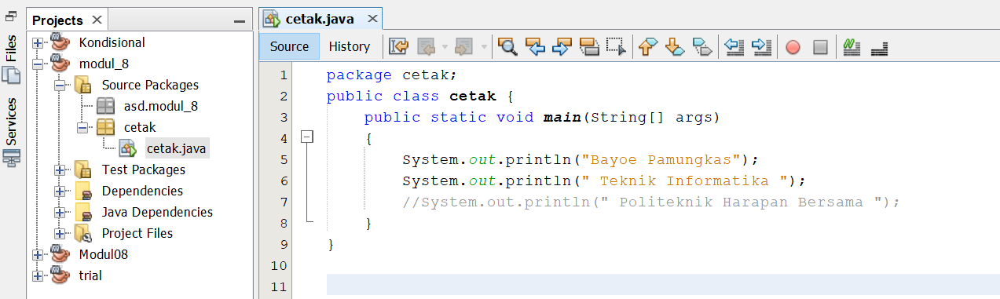 Files
Services
Projects
Kondisional
modul_8
Source Packages
asd.modul_8
cetak
cetak.java
Test Packages
Dependencies
Java Dependencies
Project Files
Modul08
trial
cetak.java
Source History
1 package cetak;
2 public class cetak {
3 public static void main(String[] args)
4 {
5 System.out.println("Bayoe Pamungkas");
6 System.out.println(" Teknik Informatika ");
7 //System.out.println(" Politeknik Harapan Bersama ");
8 }
9 }
10
11